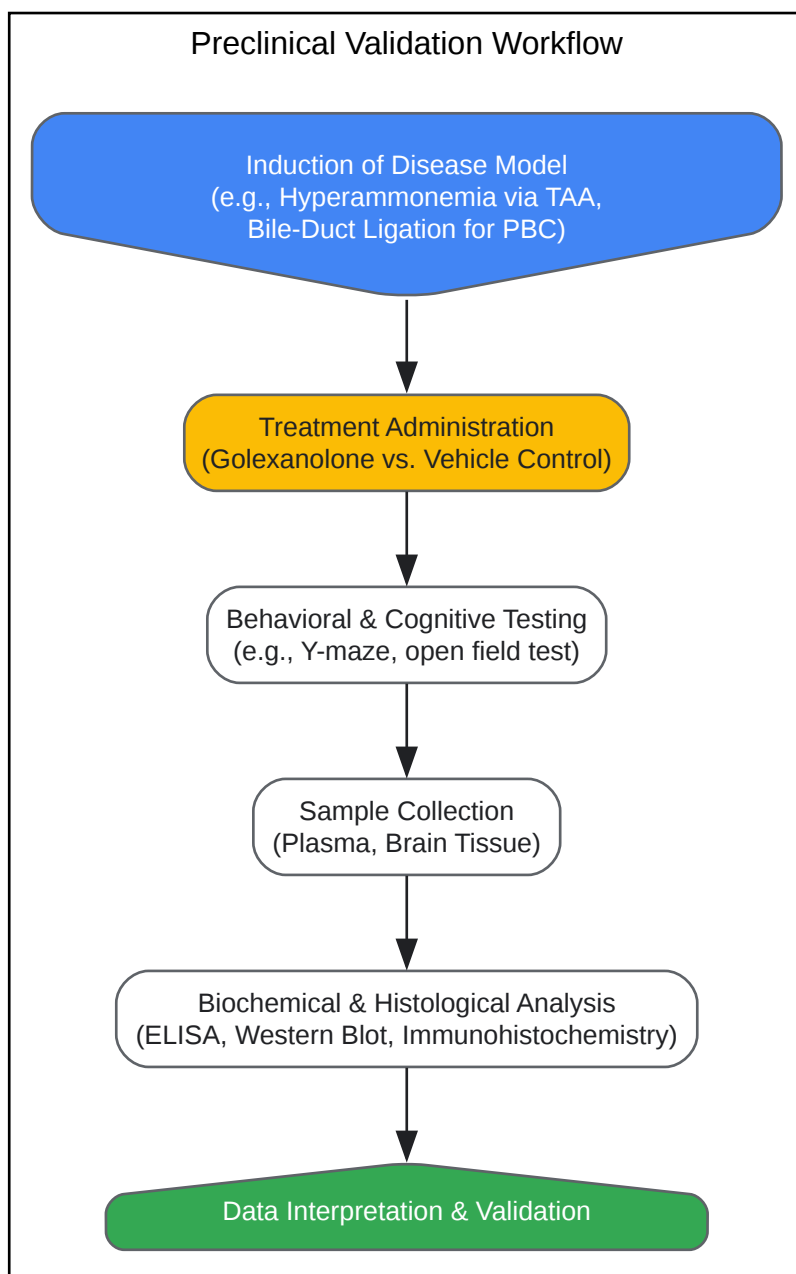 Preclinical Validation Workflow
Induction of Disease Model
(e.g., Hyperammonemia via TAA,
Bile-Duct Ligation for PBC)
Treatment Administration
(Golexanolone vs. Vehicle Control)
Behavioral & Cognitive Testing
(e.g., Y-maze, open field test)
Sample Collection
(Plasma, Brain Tissue)
Biochemical & Histological Analysis
(ELISA, Western Blot, Immunohistochemistry)
Data Interpretation & Validation